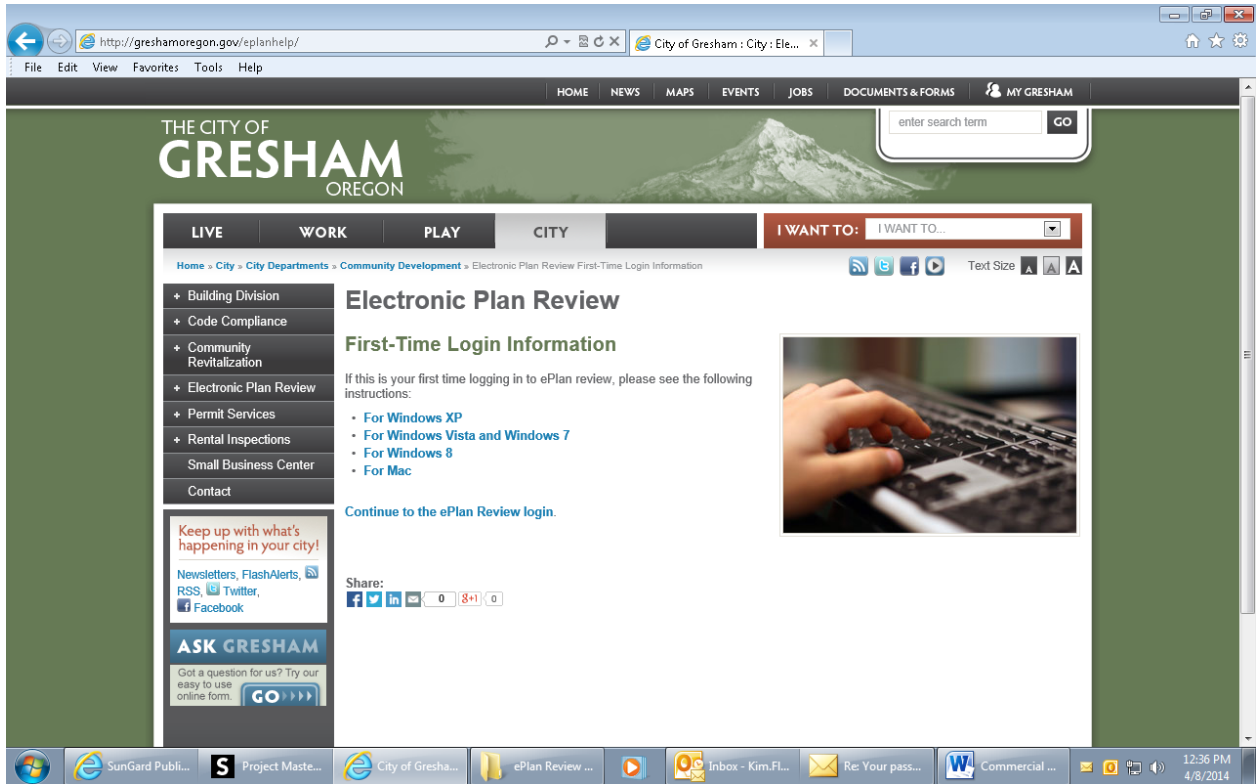 http://greshamoregon.gov/eplanhelp/
City of Gresham : City : Ele...
File Edit View Favorites Tools Help
HOME NEWS MAPS EVENTS JOBS DOCUMENTS & FORMS MY GRESHAM
THE CITY OF
GRESHAM
OREGON
enter search term GO
LIVE WORK PLAY CITY
I WANT TO: I WANT TO...
Home » City » City Departments » Community Development » Electronic Plan Review First-Time Login Information
Text Size A A A
+ Building Division
+ Code Compliance
+ Community
Revitalization
+ Electronic Plan Review
+ Permit Services
+ Rental Inspections
Small Business Center
Contact
Electronic Plan Review
First-Time Login Information
If this is your first time logging in to ePlan review, please see the following
instructions:
• For Windows XP
• For Windows Vista and Windows 7
• For Windows 8
• For Mac
Continue to the ePlan Review login.
Share:
0 8+1 0
Keep up with what's
happening in your city!
Newsletters, FlashAlerts,
RSS, Twitter,
Facebook
ASK GRESHAM
Got a question for us? Try our
easy to use
online form.
GO
SunGard Publi... Project Maste... City of Gresha... ePlan Review ... Inbox - Kim.Fl... Re: Your pass... Commercial ...
12:36 PM
4/8/2014